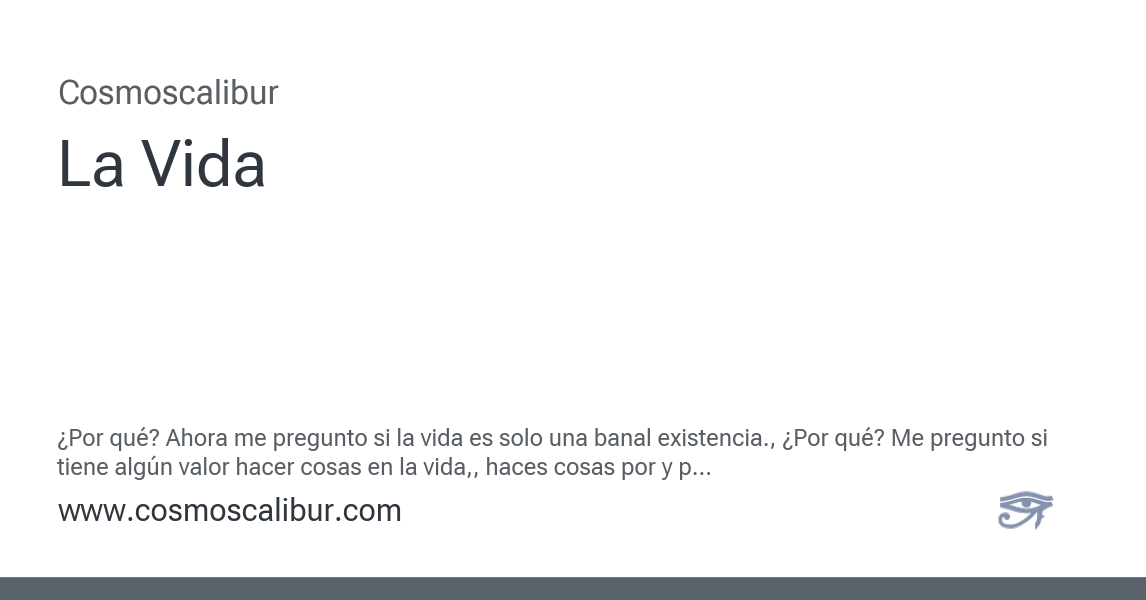 Cosmoscalibur
La Vida
¿Por qué? Ahora me pregunto si la vida es solo una banal existencia., ¿Por qué? Me pregunto si
tiene algún valor hacer cosas en la vida,, haces cosas por y p...
www.cosmoscalibur.com